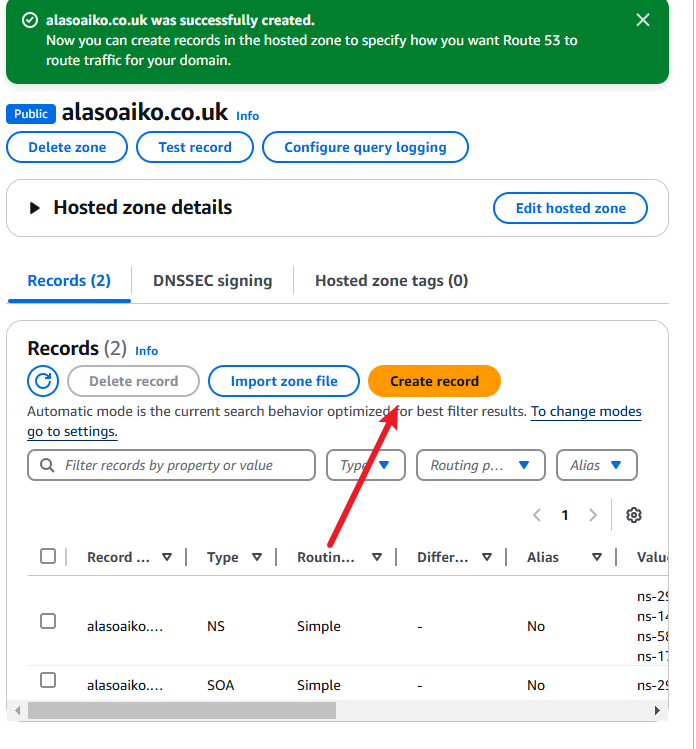 alasoaiko.co.uk was successfully created.
Now you can create records in the hosted zone to specify how you want Route 53 to
route traffic for your domain.
Public alasoaiko.co.uk Info
Delete zone Test record Configure query logging
Hosted zone details Edit hosted zone
Records (2) DNSSEC signing Hosted zone tags (0)
Records (2) Info
Delete record Import zone file Create record
Automatic mode is the current search behavior optimized for best filter results. To change modes
go to settings.
Filter records by property or value Type Routing p... Alias
1
Record ... Type Routin... Differ... Alias Value
ns-29
ns-14
alasoaiko.... NS Simple - No
ns-58
ns-17
alasoaiko.... SOA Simple - No ns-29